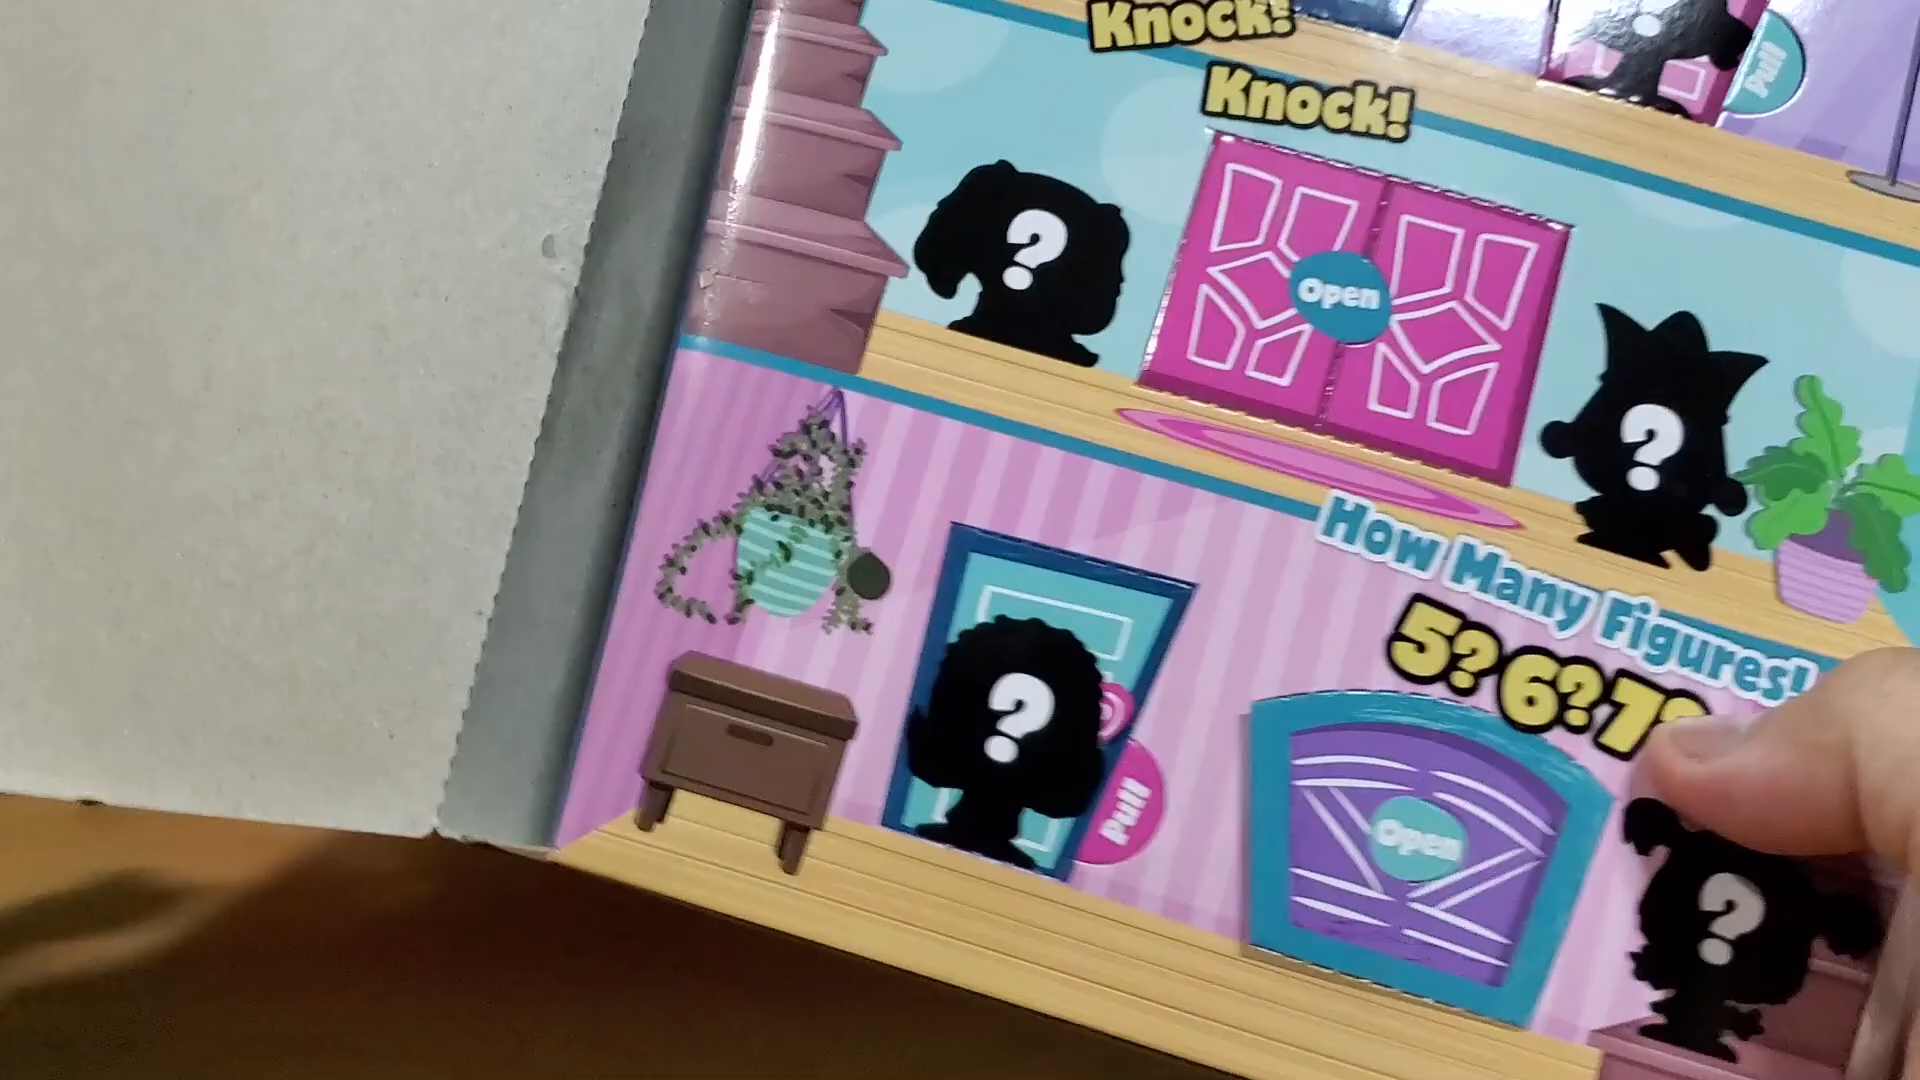 Knock!
Pull
Knock!
?
Open
?
How Many Figures!
5? 6? 7?
?
Pull
Open
?